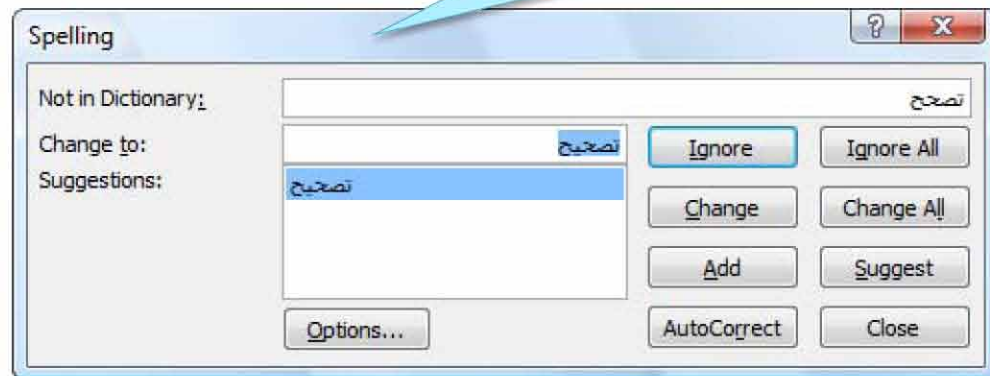 Spelling
Not in Dictionary: تصحح
Change to: تصحيح Ignore Ignore All
Suggestions: تصحيح
Change Change All
Add Suggest
Options... AutoCorrect Close